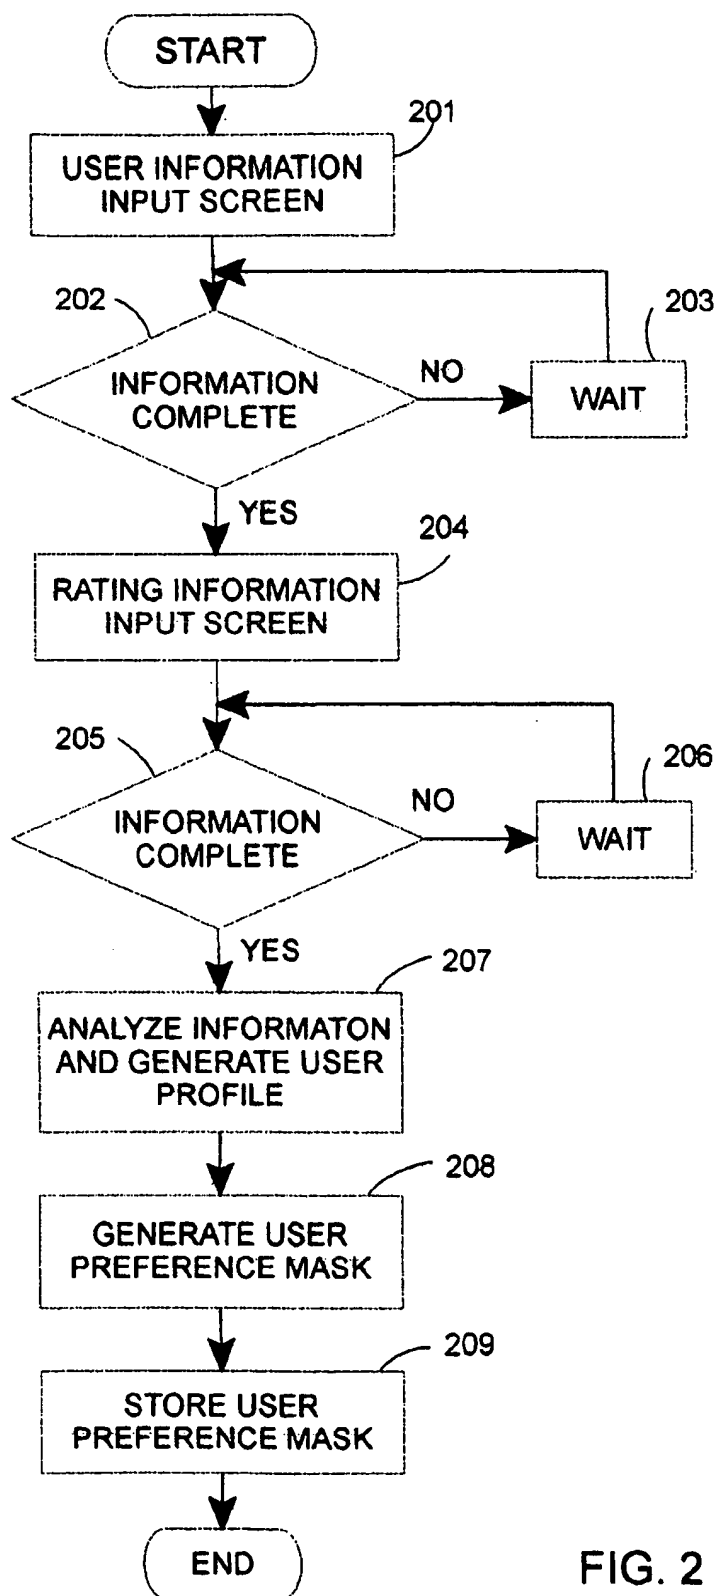 START
201
USER INFORMATION
INPUT SCREEN
202
203
INFORMATION
COMPLETE
NO
WAIT
YES
204
RATING INFORMATION
INPUT SCREEN
205
206
INFORMATION
COMPLETE
NO
WAIT
YES
207
ANALYZE INFORMATON
AND GENERATE USER
PROFILE
208
GENERATE USER
PREFERENCE MASK
209
STORE USER
PREFERENCE MASK
END
FIG. 2